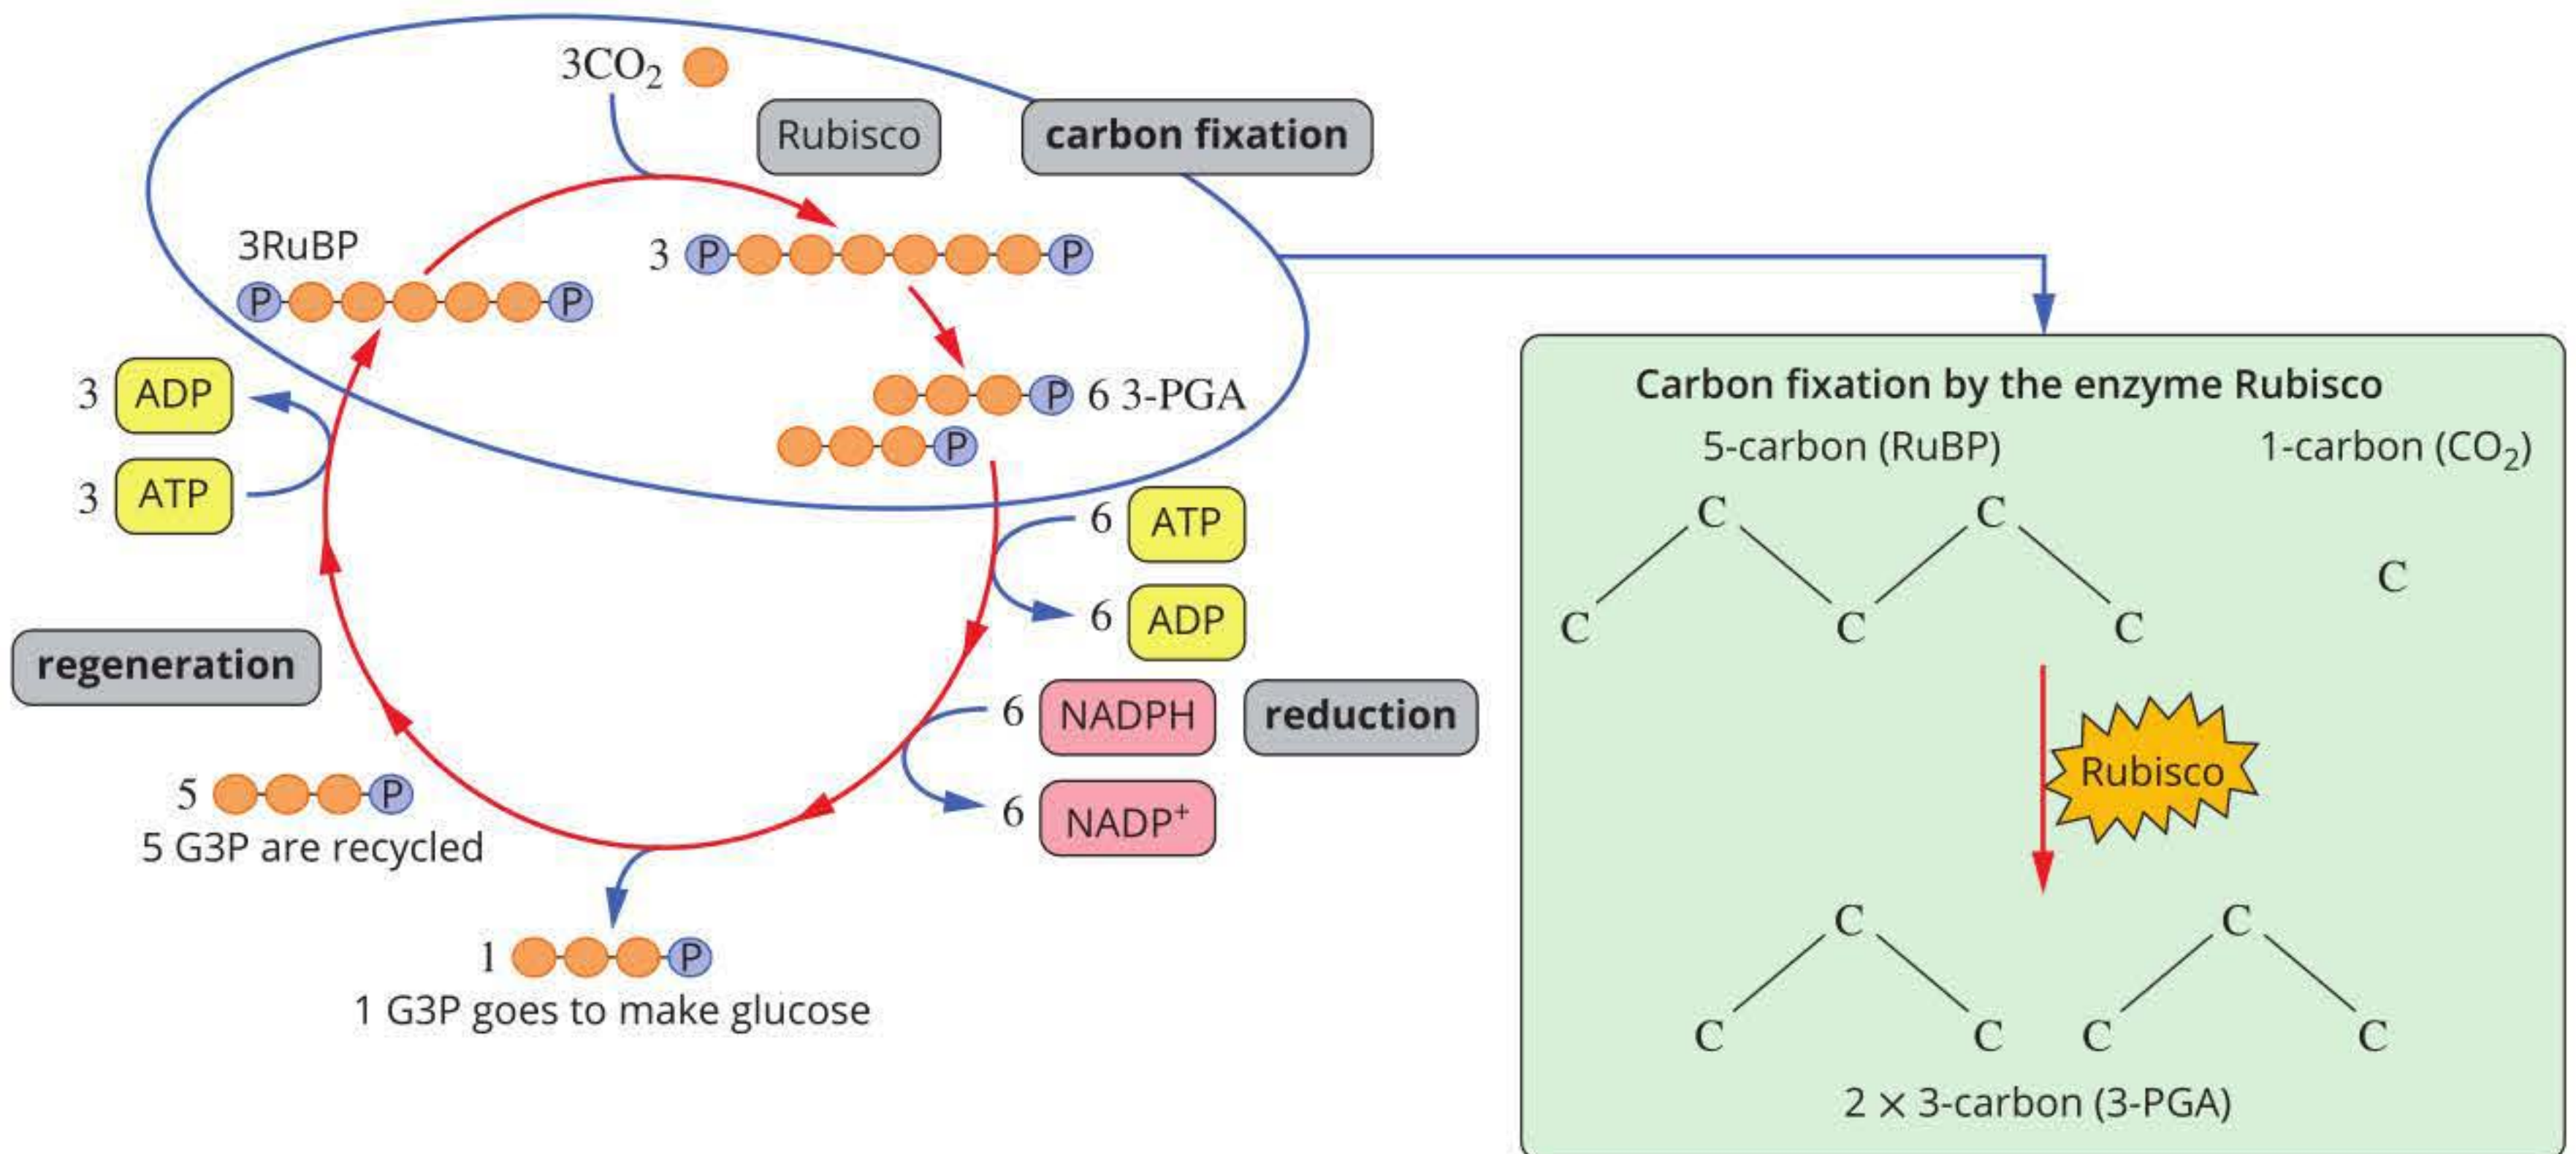 3CO₂
Rubisco
carbon fixation
3RuBP
P P
3 P P
P 6 3-PGA
P
3 ADP
3 ATP
6 ATP
6 ADP
regeneration
6 NADPH
reduction
6 NADP⁺
5 P
5 G3P are recycled
1 P
1 G3P goes to make glucose
Carbon fixation by the enzyme Rubisco
5-carbon (RuBP) 1-carbon (CO₂)
C C
C
C C C
Rubisco
C C
C C C C
2 × 3-carbon (3-PGA)